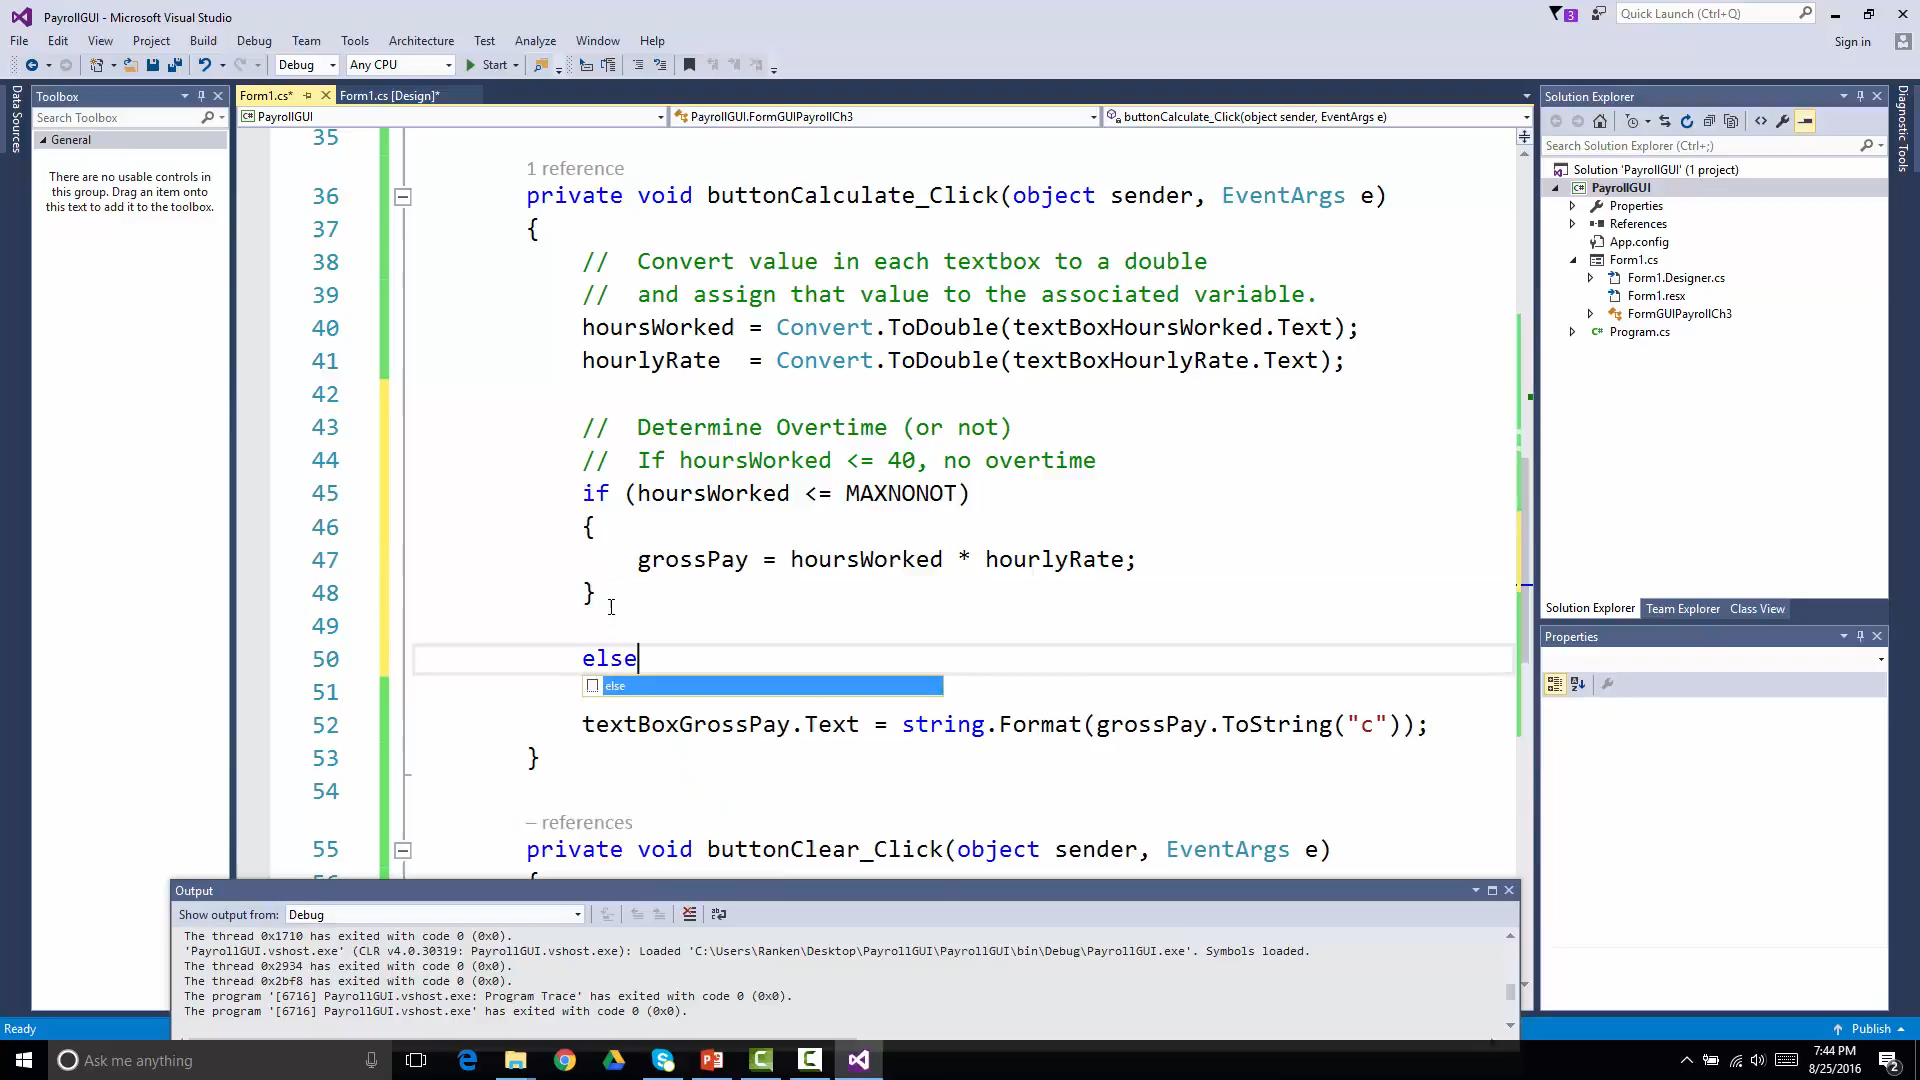 PayrollGUI - Microsoft Visual Studio
3
Quick Launch (Ctrl+Q)
File Edit View Project Build Debug Team Tools Architecture Test Analyze Window Help
Sign in
Debug Any CPU Start
Data Sources
Toolbox
Search Toolbox
General
There are no usable controls in
this group. Drag an item onto
this text to add it to the toolbox.
Form1.cs* Form1.cs [Design]*
PayrollGUI PayrollGUI.FormGUIPayrollCh3 buttonCalculate_Click(object sender, EventArgs e)
35
1 reference
36 private void buttonCalculate_Click(object sender, EventArgs e)
37 {
38 // Convert value in each textbox to a double
39 // and assign that value to the associated variable.
40 hoursWorked = Convert.ToDouble(textBoxHoursWorked.Text);
41 hourlyRate = Convert.ToDouble(textBoxHourlyRate.Text);
42
43 // Determine Overtime (or not)
44 // If hoursWorked <= 40, no overtime
45 if (hoursWorked <= MAXNONOT)
46 {
47 grossPay = hoursWorked * hourlyRate;
48 }
49
50 else
else
51
52 textBoxGrossPay.Text = string.Format(grossPay.ToString("c"));
53 }
54
– references
55 private void buttonClear_Click(object sender, EventArgs e)
Output
Show output from: Debug
The thread 0x1710 has exited with code 0 (0x0).
'PayrollGUI.vshost.exe' (CLR v4.0.30319: PayrollGUI.vshost.exe): Loaded 'C:\Users\Ranken\Desktop\PayrollGUI\PayrollGUI\bin\Debug\PayrollGUI.exe'. Symbols loaded.
The thread 0x2934 has exited with code 0 (0x0).
The thread 0x2bf8 has exited with code 0 (0x0).
The program '[6716] PayrollGUI.vshost.exe: Program Trace' has exited with code 0 (0x0).
The program '[6716] PayrollGUI.vshost.exe' has exited with code 0 (0x0).
Solution Explorer
Search Solution Explorer (Ctrl+;)
Solution 'PayrollGUI' (1 project)
PayrollGUI
Properties
References
App.config
Form1.cs
Form1.Designer.cs
Form1.resx
FormGUIPayrollCh3
Program.cs
Solution Explorer Team Explorer Class View
Properties
Diagnostic Tools
Ready
Publish
Ask me anything
7:44 PM
8/25/2016
2